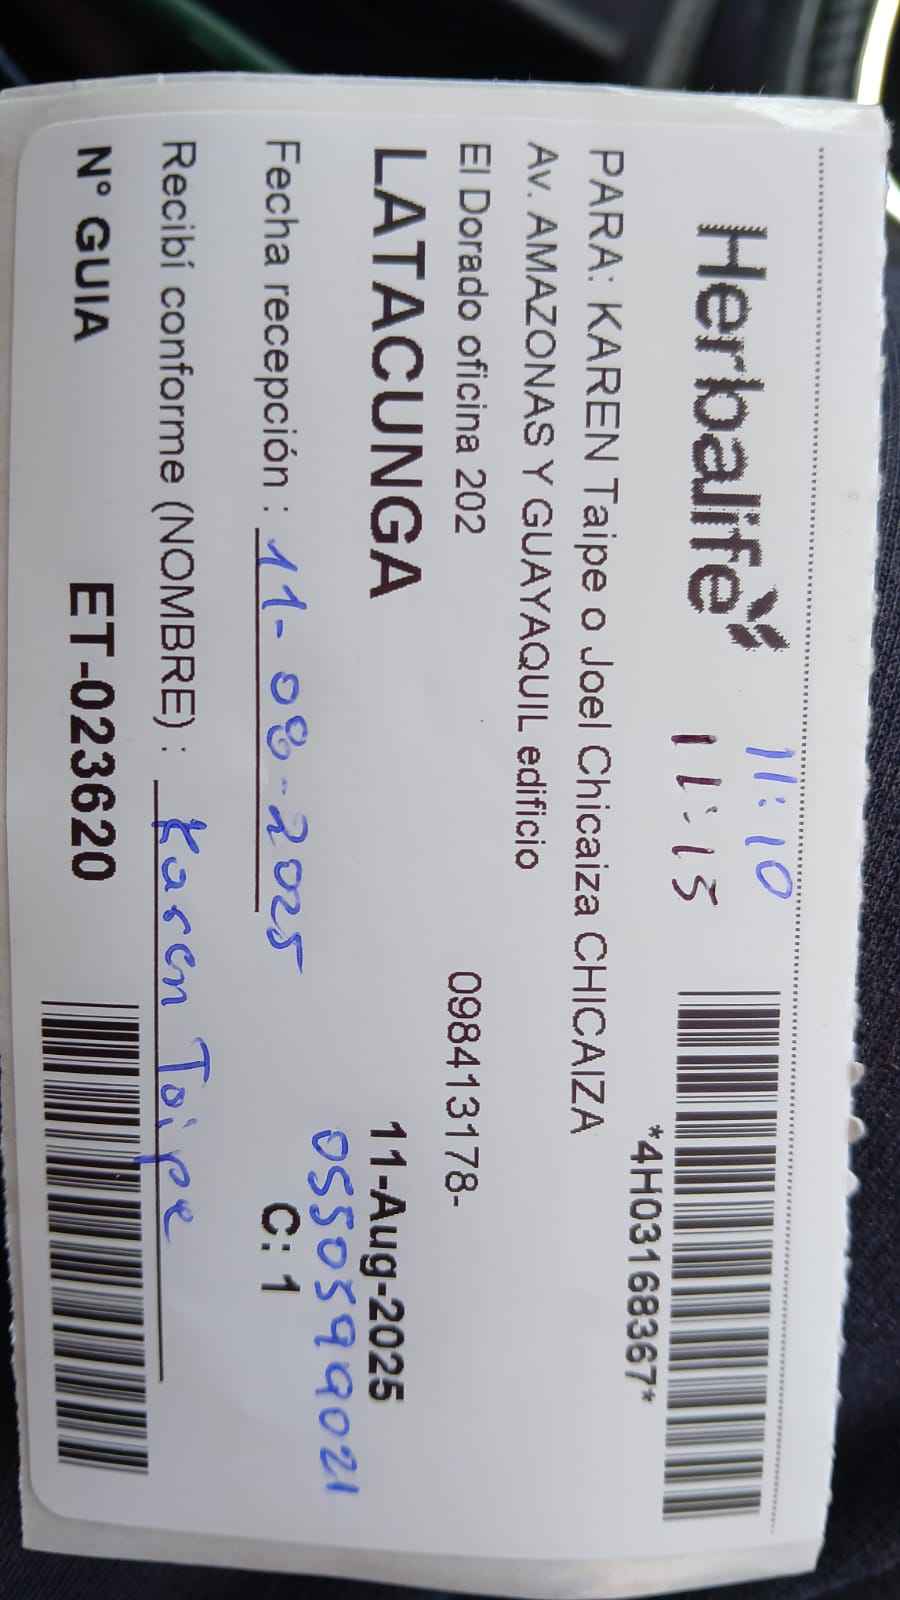 Herbalife
11:10
11:15
*4H03168367*
PARA: KAREN Taipe o Joel Chicaiza CHICAIZA
Av. AMAZONAS Y GUAYAQUIL edificio
El Dorado oficina 202
098413178-
LATACUNGA
11-Aug-2025
0550599021
Fecha recepción : 11-08-2025
C: 1
Recibí conforme (NOMBRE) : Karen Taipe
N° GUIA
ET-023620